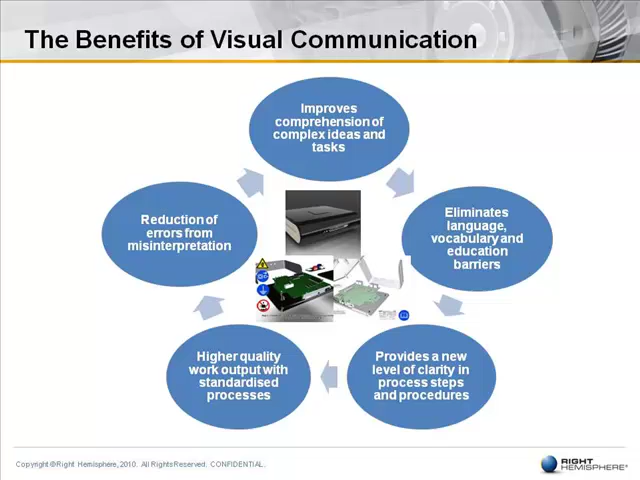 The Benefits of Visual Communication
Improves
comprehension of
complex ideas and
tasks
Eliminates
language,
vocabulary and
education
barriers
Provides a new
level of clarity in
process steps
and procedures
Higher quality
work output with
standardised
processes
Reduction of
errors from
misinterpretation
Copyright © Right Hemisphere, 2010. All Rights Reserved. CONFIDENTIAL.
RIGHT
HEMISPHERE®